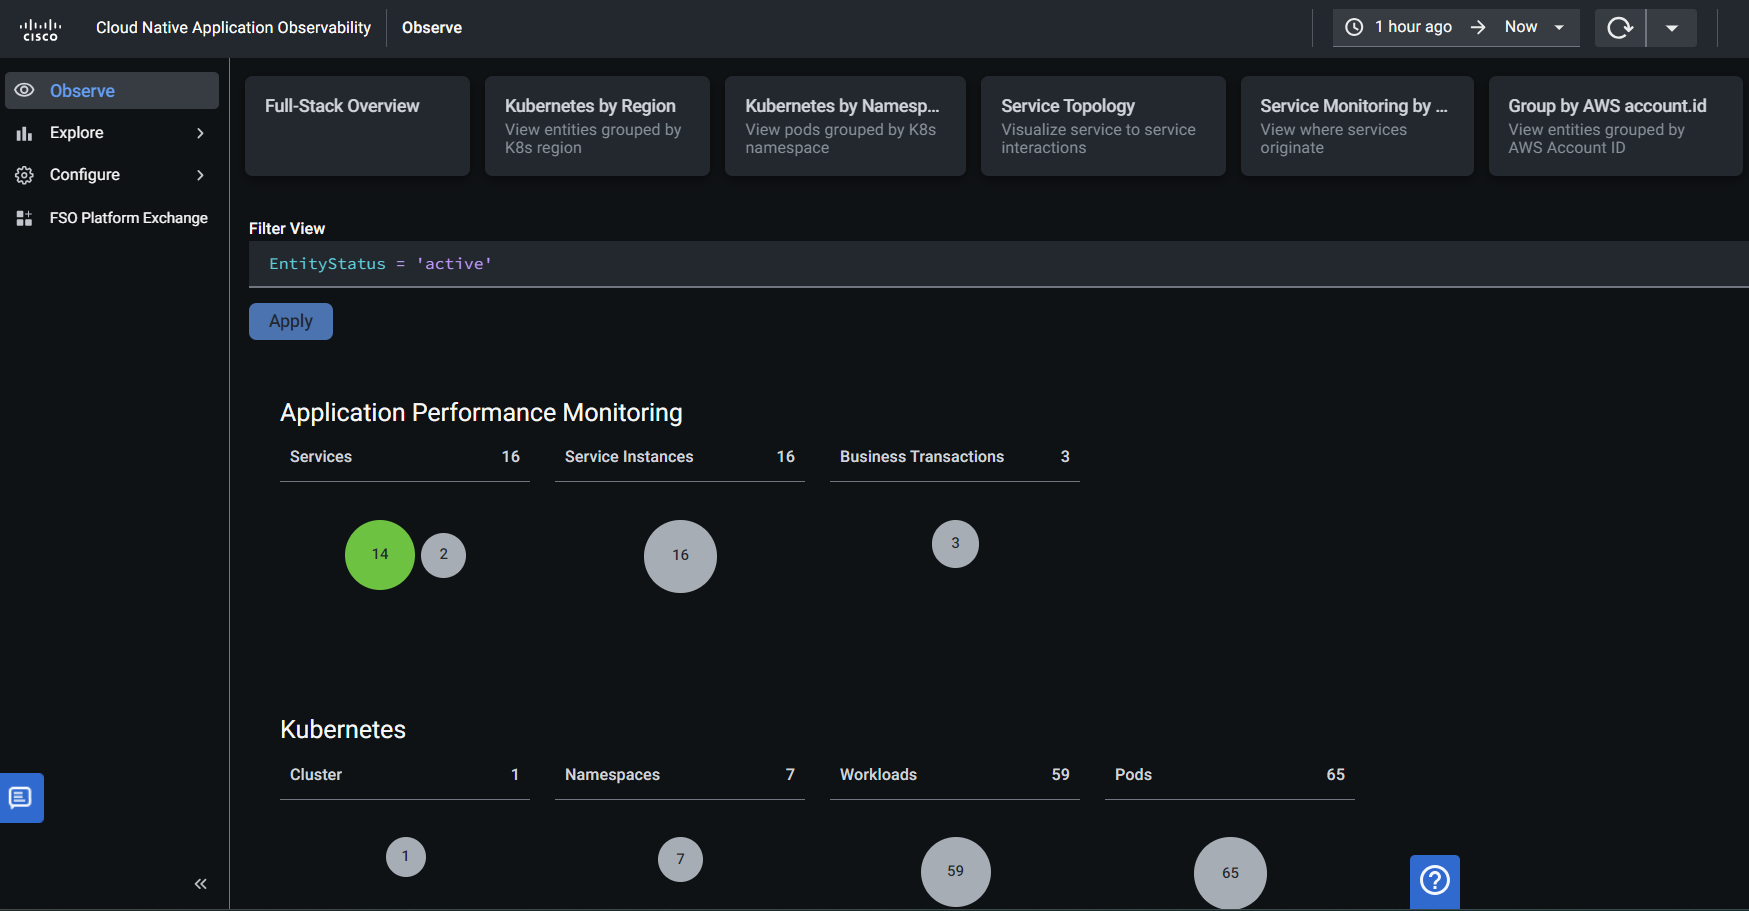 CISCO
Cloud Native Application Observability
Observe
1 hour ago → Now
Observe
Explore
Configure
FSO Platform Exchange
Full-Stack Overview
Kubernetes by Region
View entities grouped by
K8s region
Kubernetes by Namesp...
View pods grouped by K8s
namespace
Service Topology
Visualize service to service
interactions
Service Monitoring by ...
View where services
originate
Group by AWS account.id
View entities grouped by
AWS Account ID
Filter View
EntityStatus = 'active'
Apply
Application Performance Monitoring
Services 16
Service Instances 16
Business Transactions 3
14 2
16
3
Kubernetes
Cluster 1
Namespaces 7
Workloads 59
Pods 65
1
7
59
65